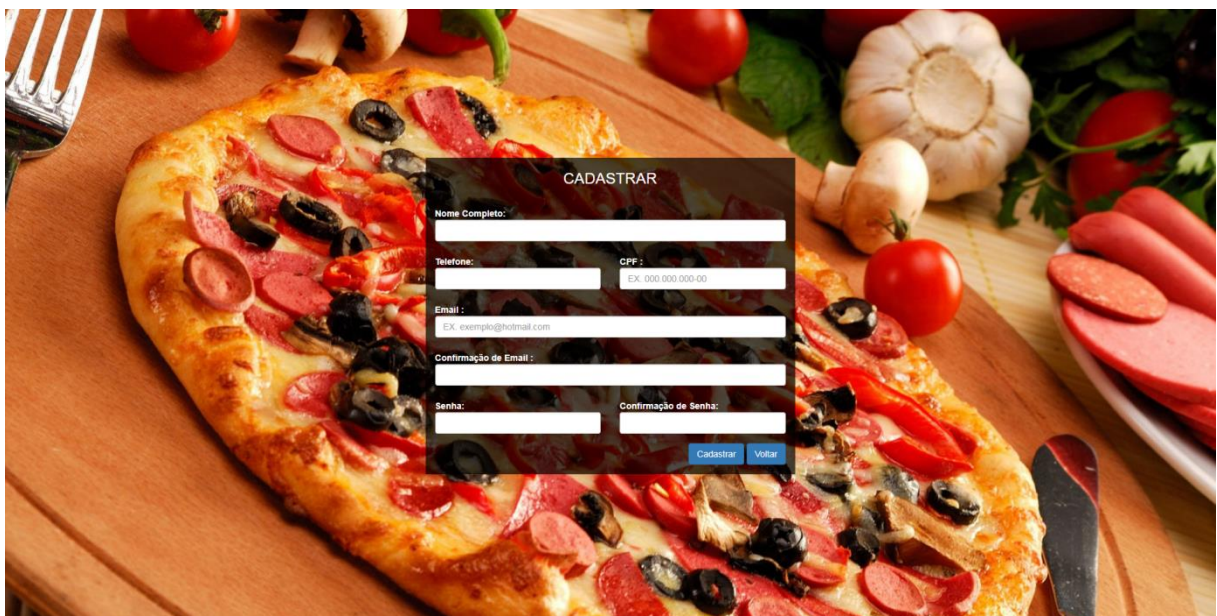 CADASTRAR
Nome Completo:
Telefone: CPF :
EX. 000.000.000-00
Email :
EX. exemplo@hotmail.com
Confirmação de Email :
Senha: Confirmação de Senha:
Cadastrar Voltar